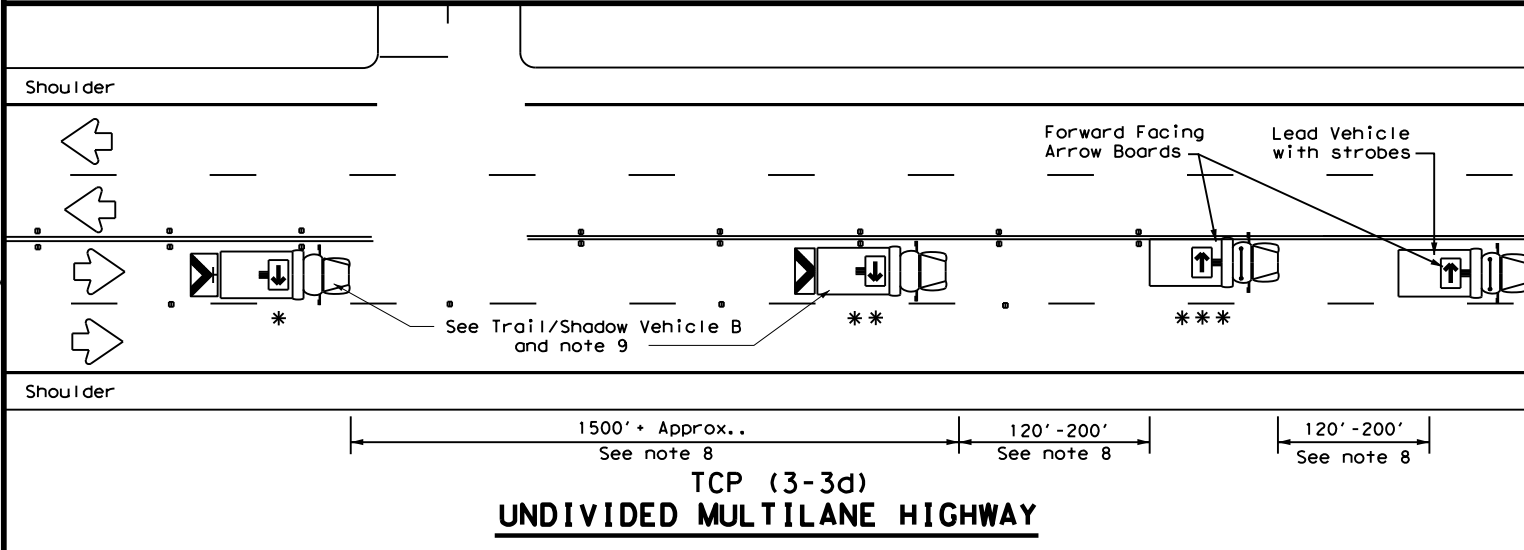 Shoulder
Forward Facing
Arrow Boards
Lead Vehicle
with strobes
*
**
***
See Trail/Shadow Vehicle B
and note 9
Shoulder
1500'+ Approx..
See note 8
120'-200'
See note 8
120'-200'
See note 8
TCP (3-3d)
UNDIVIDED MULTILANE HIGHWAY